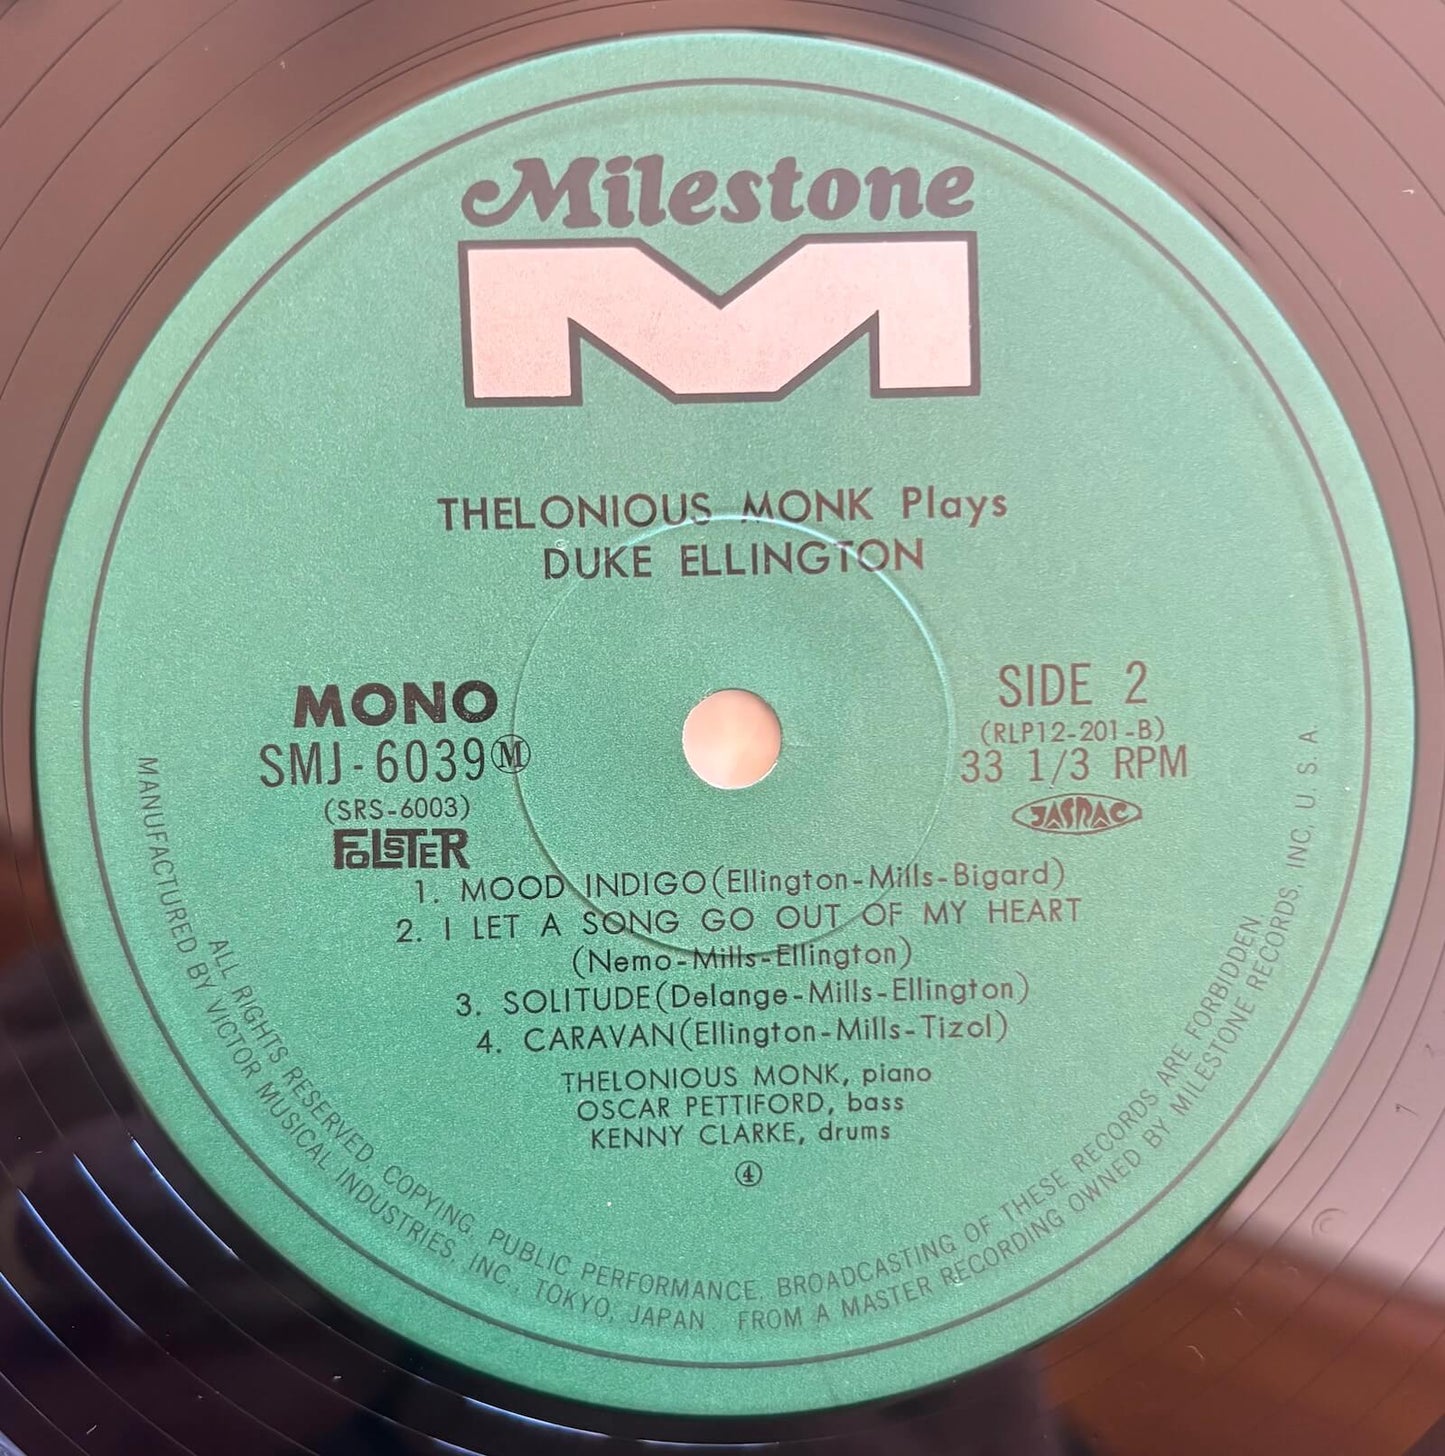 Milestone
THELONIOUS MONK Plays
DUKE ELLINGTON
MONO
SMJ-6039Ⓜ
(SRS-6003)
FOLSTER
SIDE 2
(RLP12-201-B)
33 1/3 RPM
JASRAC
1. MOOD INDIGO(Ellington-Mills-Bigard)
2. I LET A SONG GO OUT OF MY HEART
(Nemo-Mills-Ellington)
3. SOLITUDE(Delange-Mills-Ellington)
4. CARAVAN(Ellington-Mills-Tizol)
THELONIOUS MONK, piano
OSCAR PETTIFORD, bass
KENNY CLARKE, drums
④
ALL RIGHTS RESERVED. COPYING, PUBLIC PERFORMANCE, BROADCASTING OF THESE RECORDS ARE FORBIDDEN
MANUFACTURED BY VICTOR MUSICAL INDUSTRIES, INC., TOKYO, JAPAN. FROM A MASTER RECORDING OWNED BY MILESTONE RECORDS, INC, U. S. A.